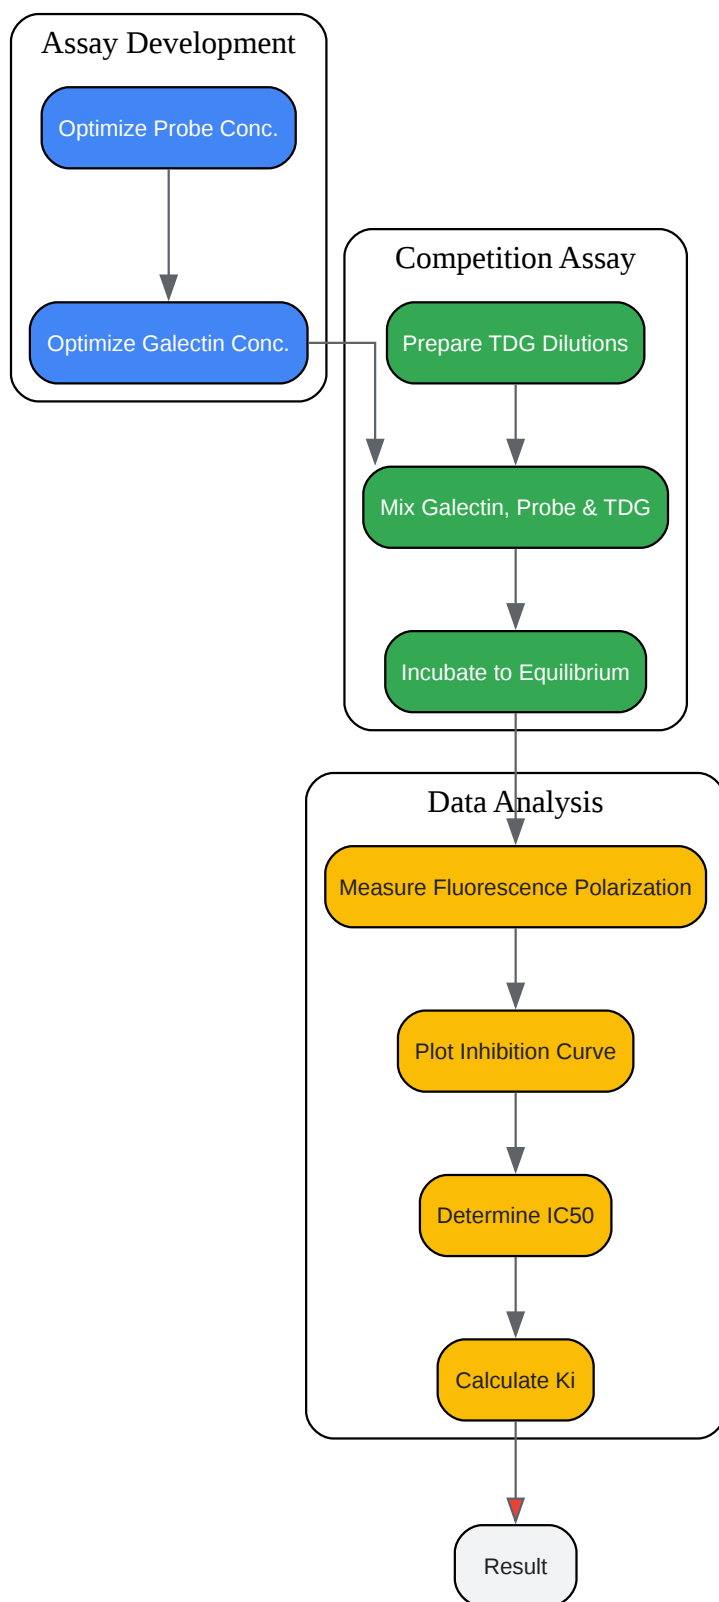 Assay Development
Optimize Probe Conc.
Optimize Galectin Conc.
Competition Assay
Prepare TDG Dilutions
Mix Galectin, Probe & TDG
Incubate to Equilibrium
Data Analysis
Measure Fluorescence Polarization
Plot Inhibition Curve
Determine IC50
Calculate Ki
Result